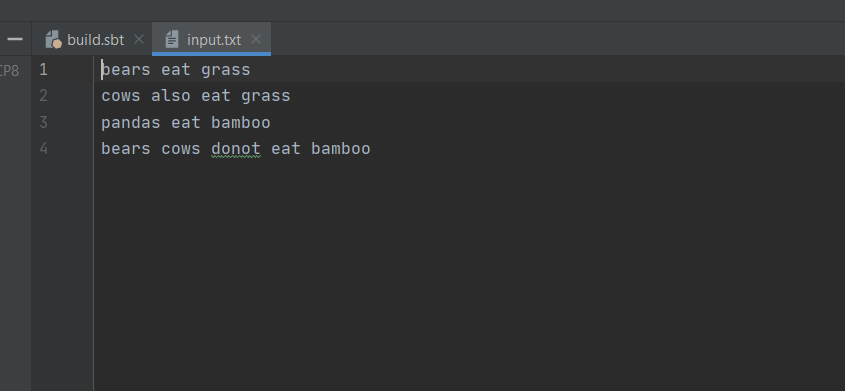 build.sbt input.txt
CP8 1 bears eat grass
2 cows also eat grass
3 pandas eat bamboo
4 bears cows donot eat bamboo